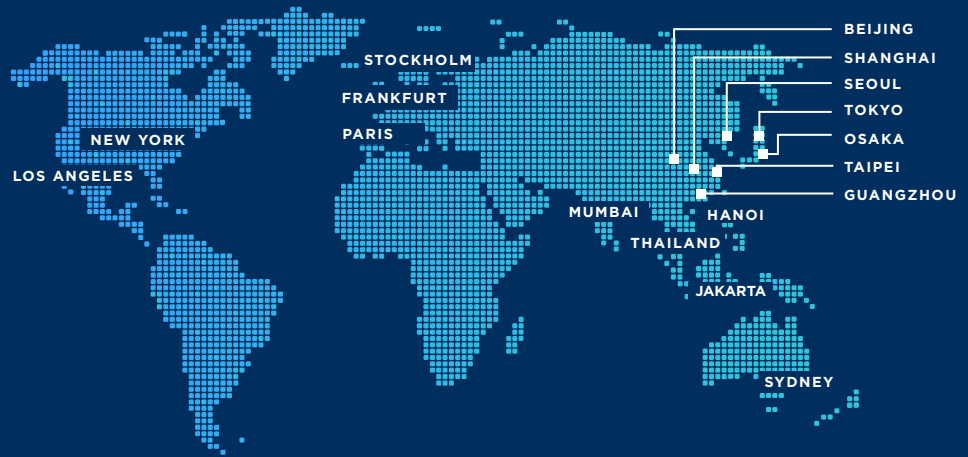 BEIJING
SHANGHAI
STOCKHOLM
SEOUL
FRANKFURT
TOKYO
PARIS
NEW YORK
OSAKA
TAIPEI
LOS ANGELES
GUANGZHOU
MUMBAI
HANOI
THAILAND
JAKARTA
SYDNEY